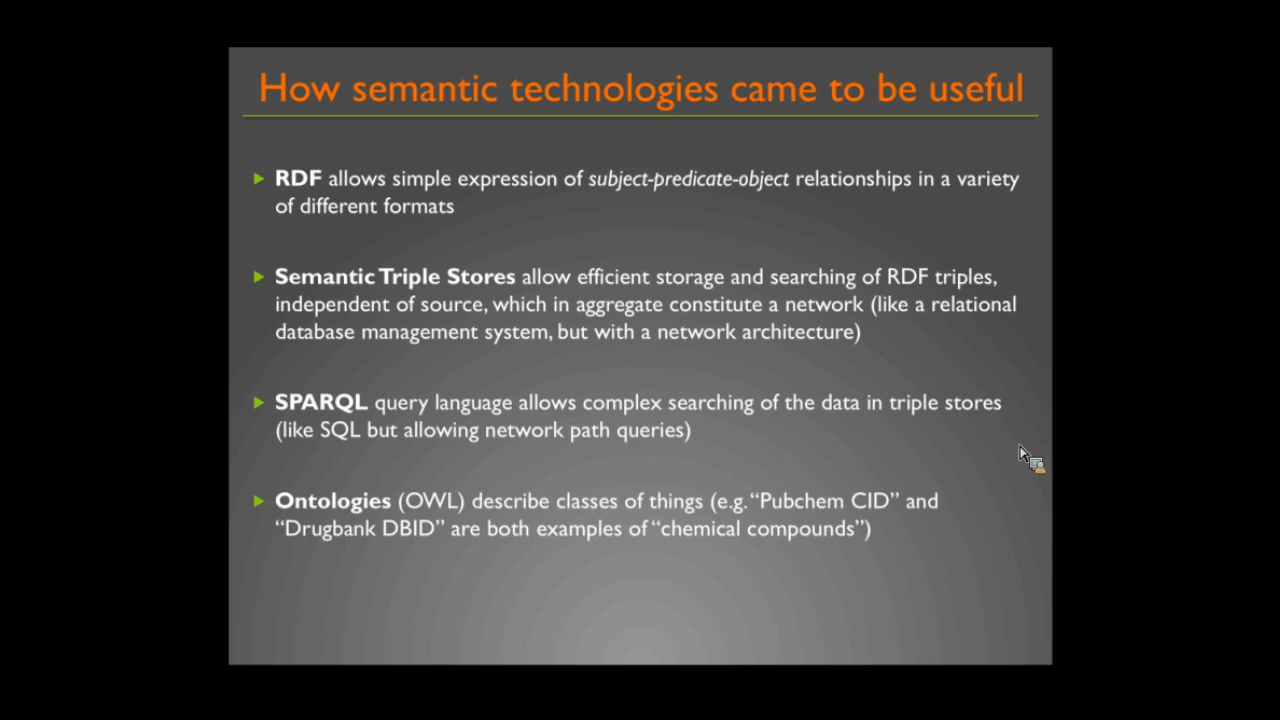 How semantic technologies came to be useful
RDF allows simple expression of subject-predicate-object relationships in a variety
of different formats
Semantic Triple Stores allow efficient storage and searching of RDF triples,
independent of source, which in aggregate constitute a network (like a relational
database management system, but with a network architecture)
SPARQL query language allows complex searching of the data in triple stores
(like SQL but allowing network path queries)
Ontologies (OWL) describe classes of things (e.g. “Pubchem CID” and
“Drugbank DBID” are both examples of “chemical compounds”)